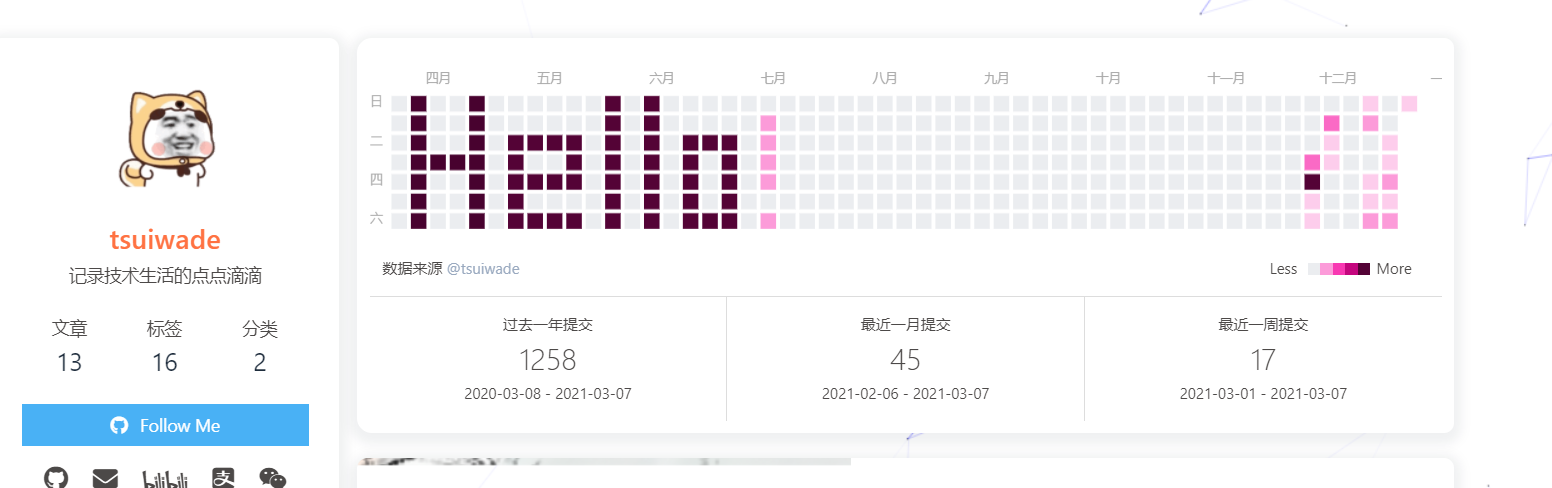 tsuiwade
记录技术生活的点点滴滴
文章 标签 分类
13 16 2
Follow Me
bilibili
四月 五月 六月 七月 八月 九月 十月 十一月 十二月 一
日
二
四
六
Hello
数据来源 @tsuiwade
Less More
过去一年提交 最近一月提交 最近一周提交
1258 45 17
2020-03-08 - 2021-03-07 2021-02-06 - 2021-03-07 2021-03-01 - 2021-03-07